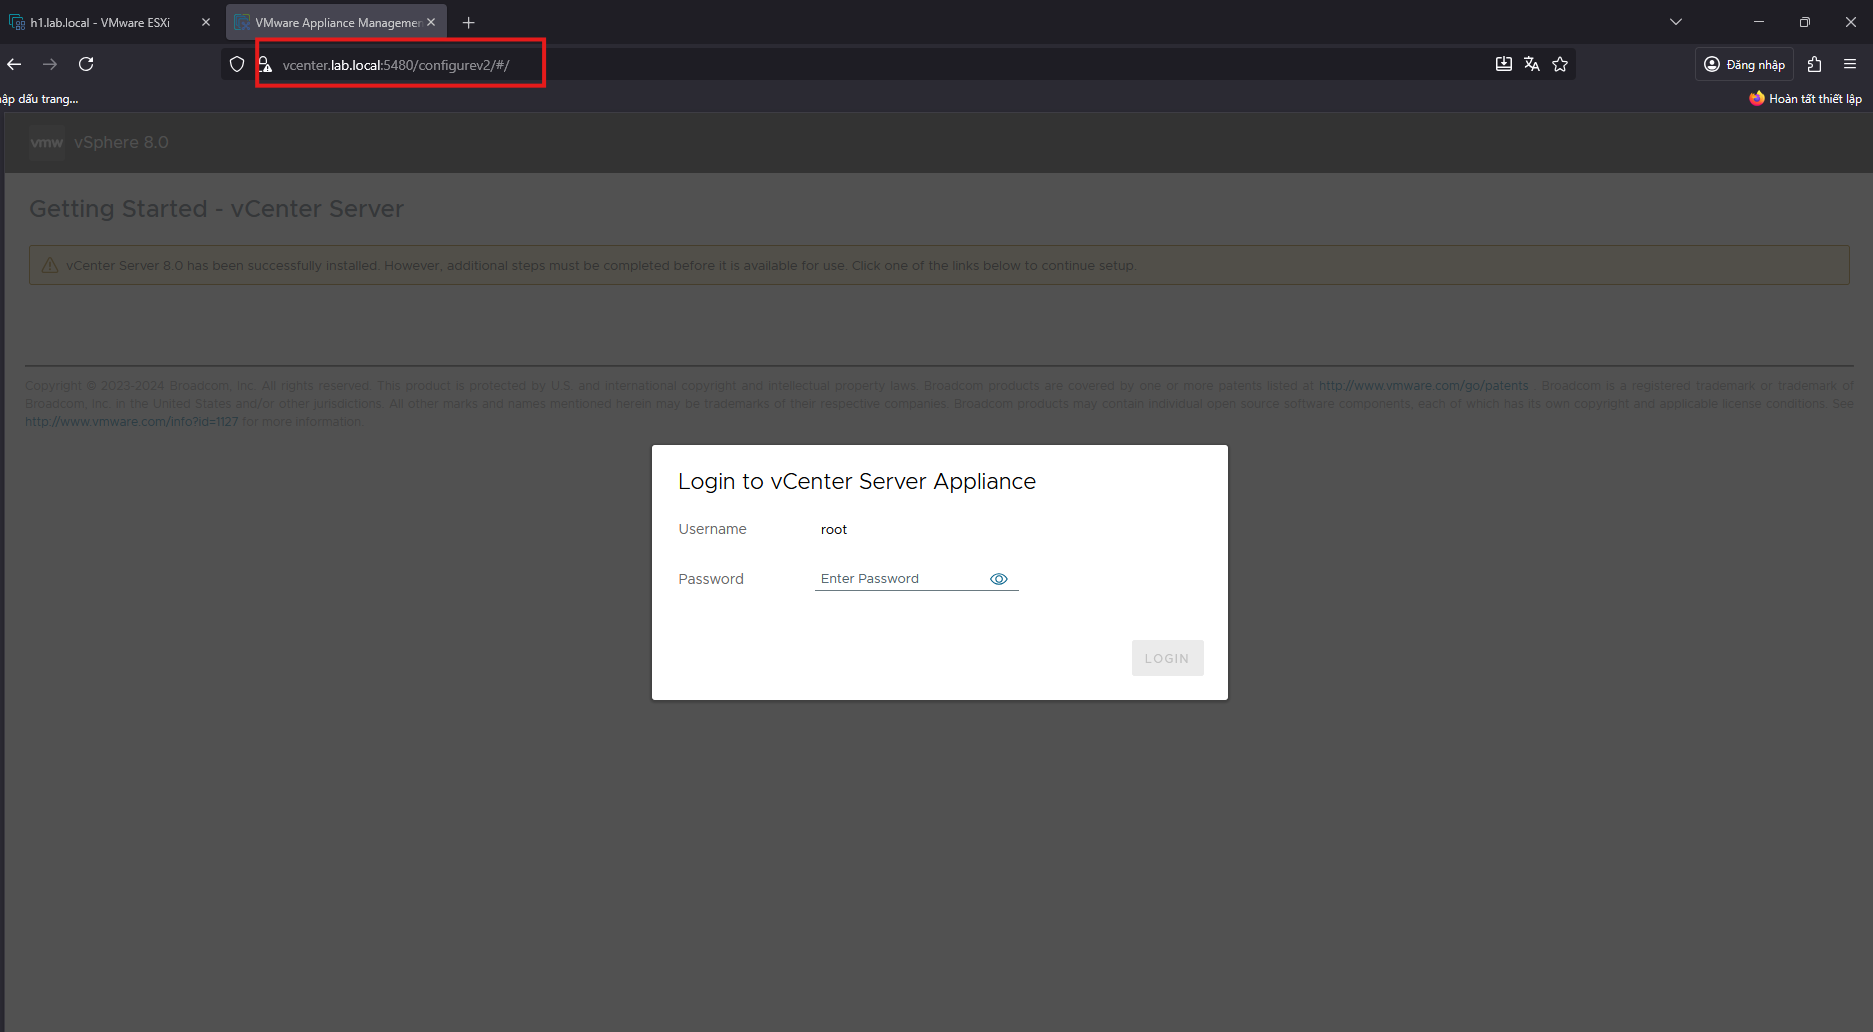 h1.lab.local - VMware ESXi
VMware Appliance Managemen
vcenter.lab.local:5480/configurev2/#/
Đăng nhập
ập dấu trang...
Hoàn tất thiết lập
vmw vSphere 8.0
Getting Started - vCenter Server
vCenter Server 8.0 has been successfully installed. However, additional steps must be completed before it is available for use. Click one of the links below to continue setup.
Copyright © 2023-2024 Broadcom, Inc. All rights reserved. This product is protected by U.S. and international copyright and intellectual property laws. Broadcom products are covered by one or more patents listed at http://www.vmware.com/go/patents . Broadcom is a registered trademark or trademark of
Broadcom, Inc. in the United States and/or other jurisdictions. All other marks and names mentioned herein may be trademarks of their respective companies. Broadcom products may contain individual open source software components, each of which has its own copyright and applicable license conditions. See
http://www.vmware.com/info?id=1127 for more information.
Login to vCenter Server Appliance
Username root
Password Enter Password
LOGIN